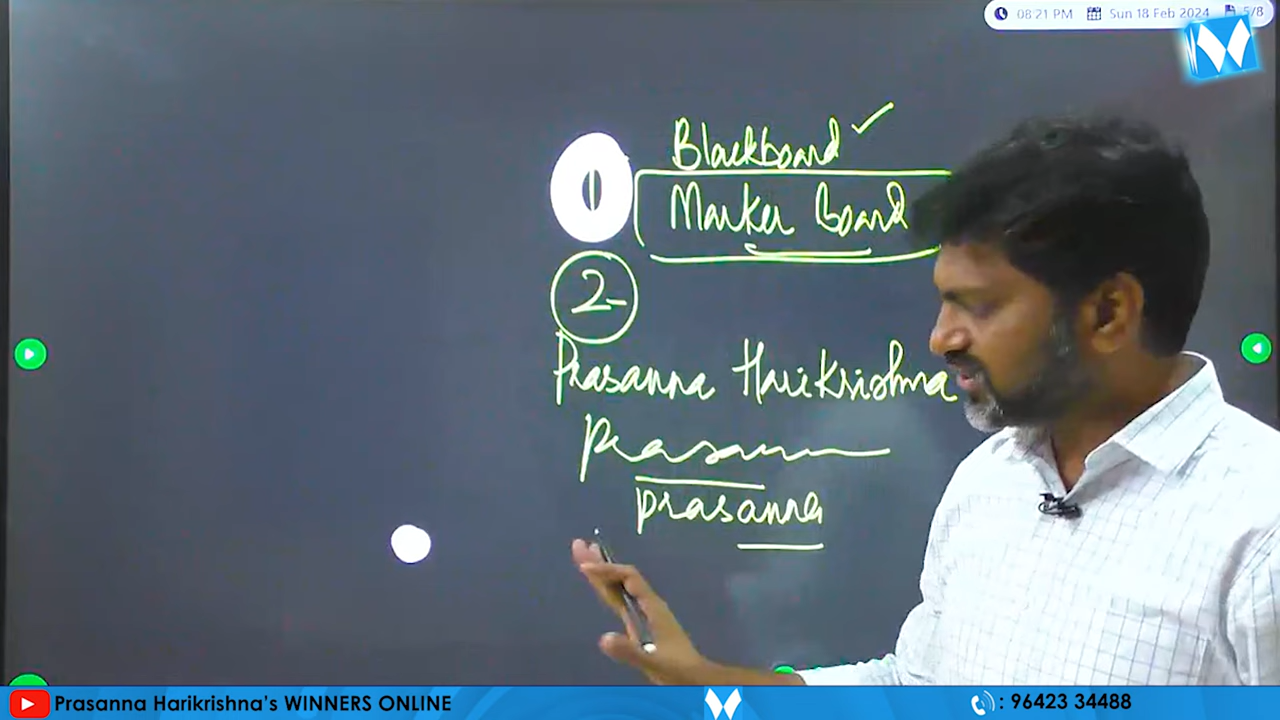 08:21 PM Sun 18 Feb 2024 5/8
Blackboard ✓
1
Marker Board
2-
Prasanna Harikrishna
Prasann
prasanna
Prasanna Harikrishna's WINNERS ONLINE
: 96423 34488